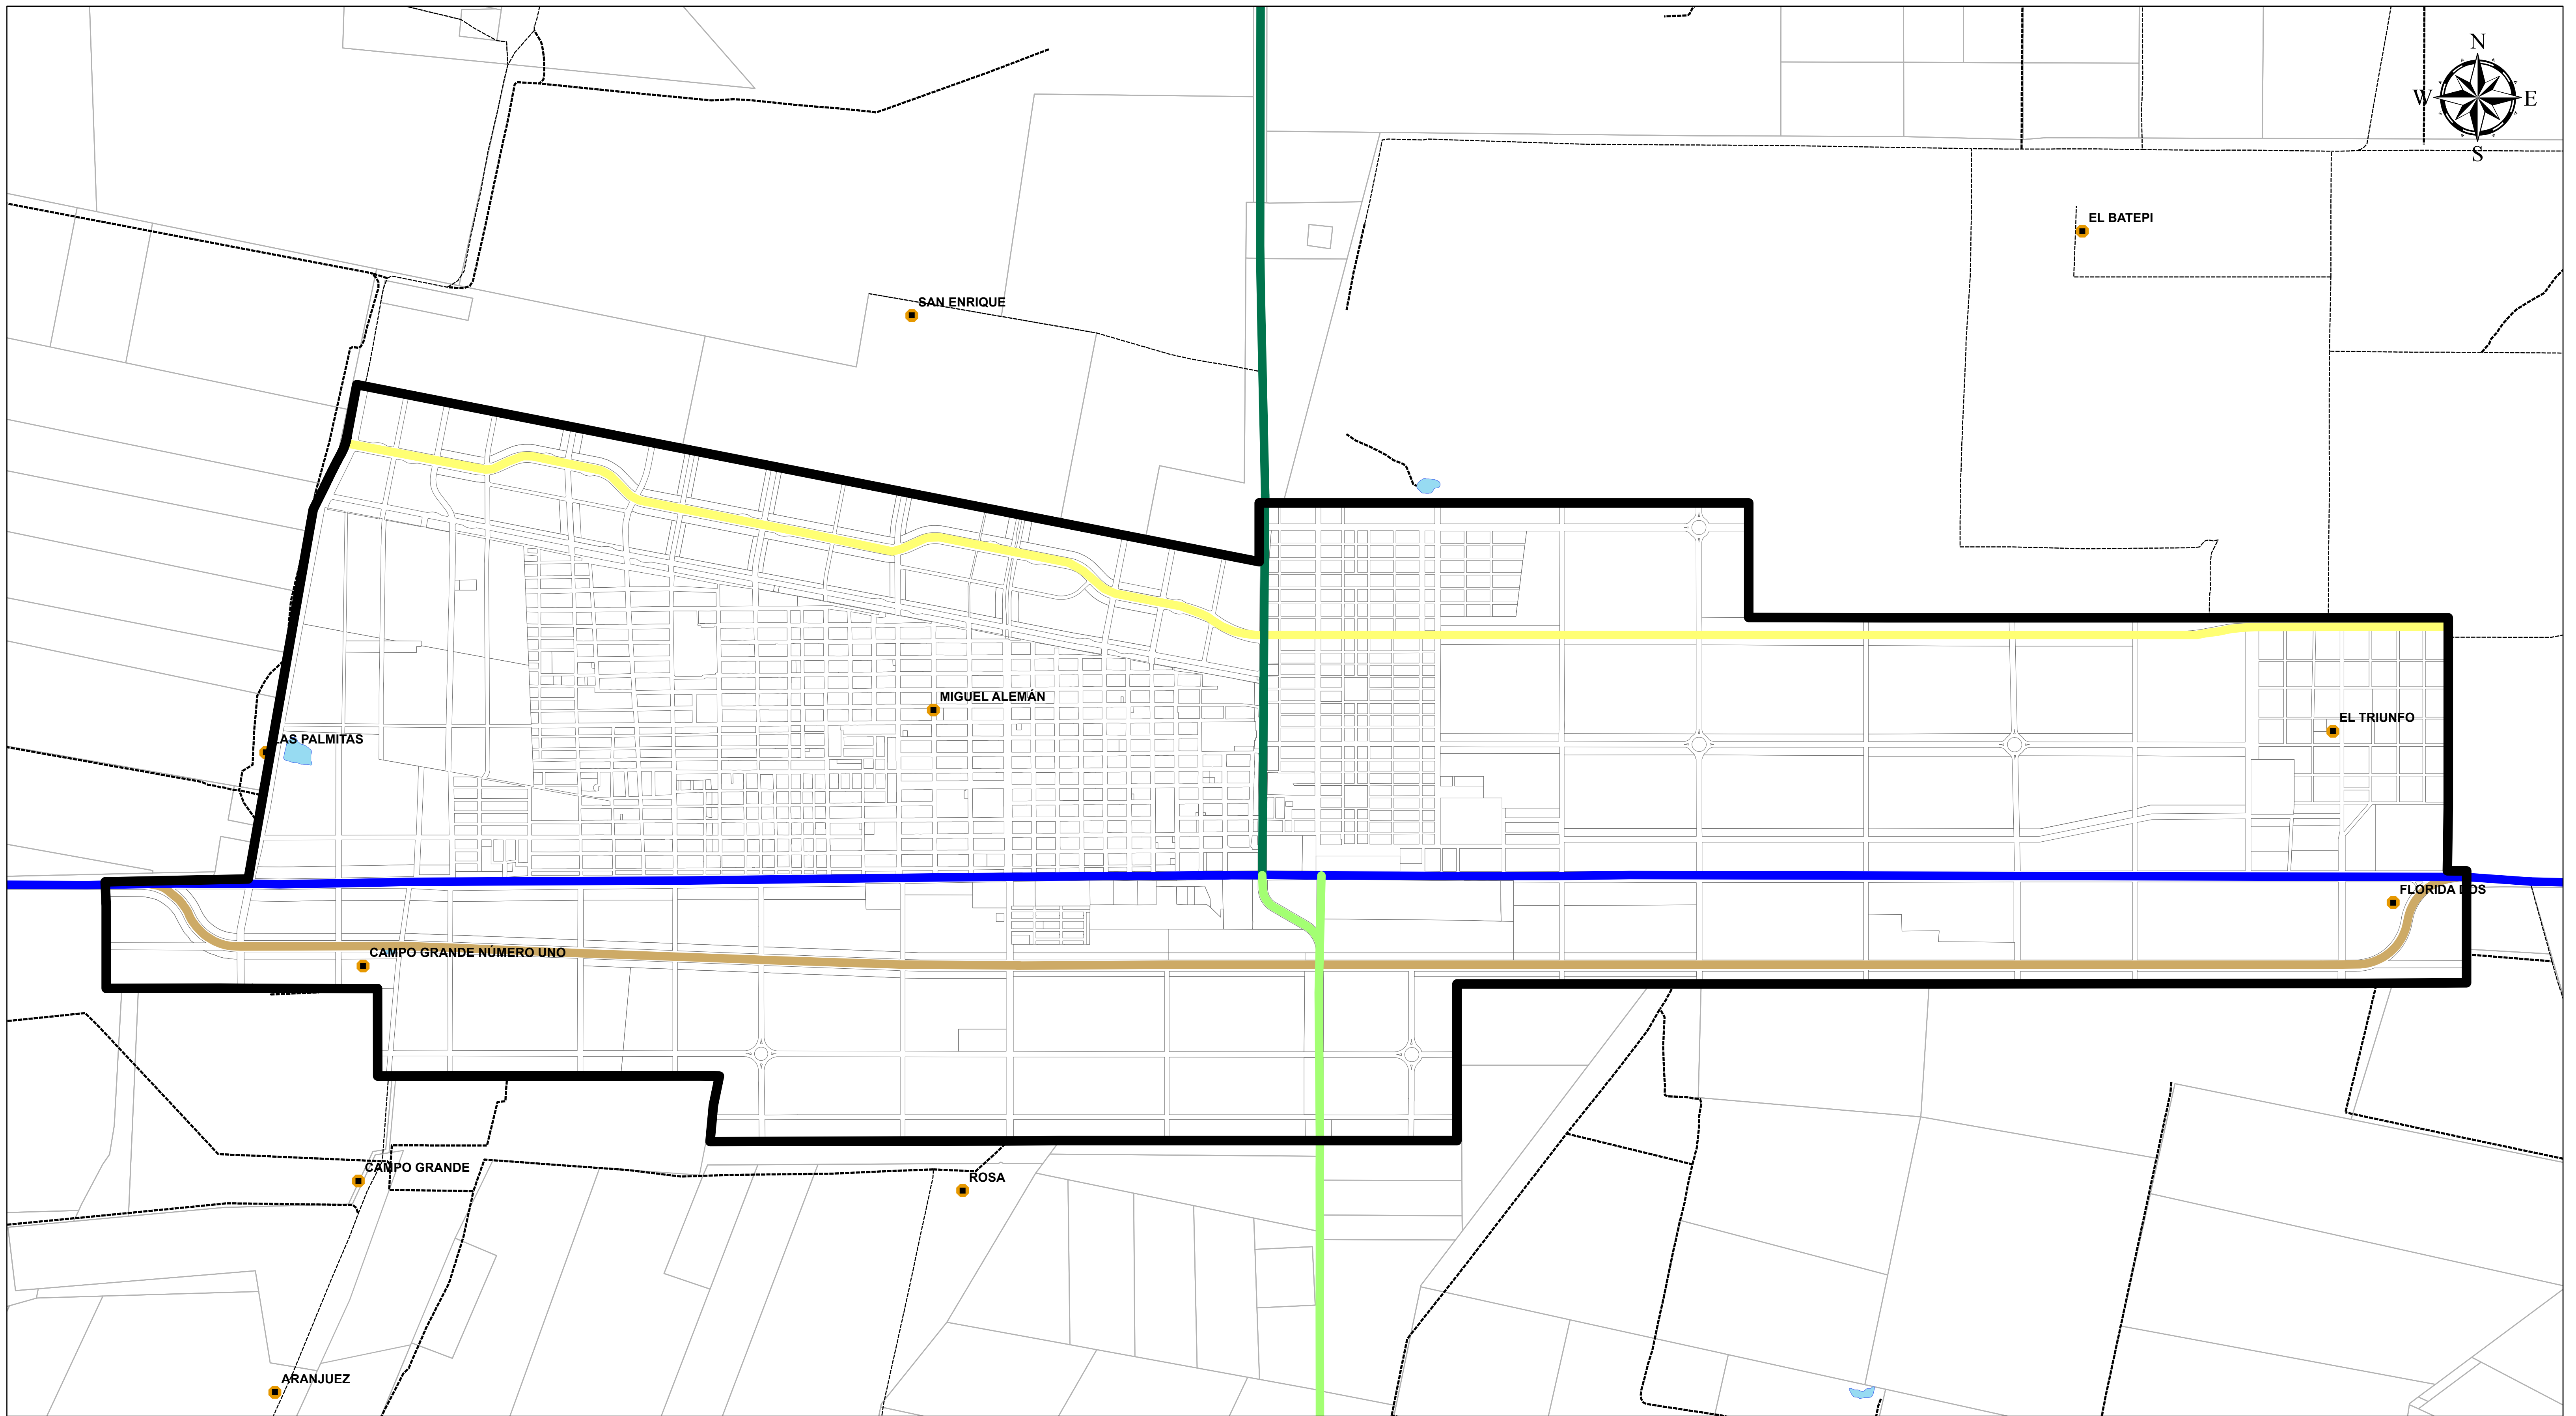 N
W E
S
EL BATEPI
SAN ENRIQUE
MIGUEL ALEMÁN
EL TRIUNFO
LAS PALMITAS
FLORIDA DOS
CAMPO GRANDE NÚMERO UNO
CAMPO GRANDE
ROSA
ARANJUEZ